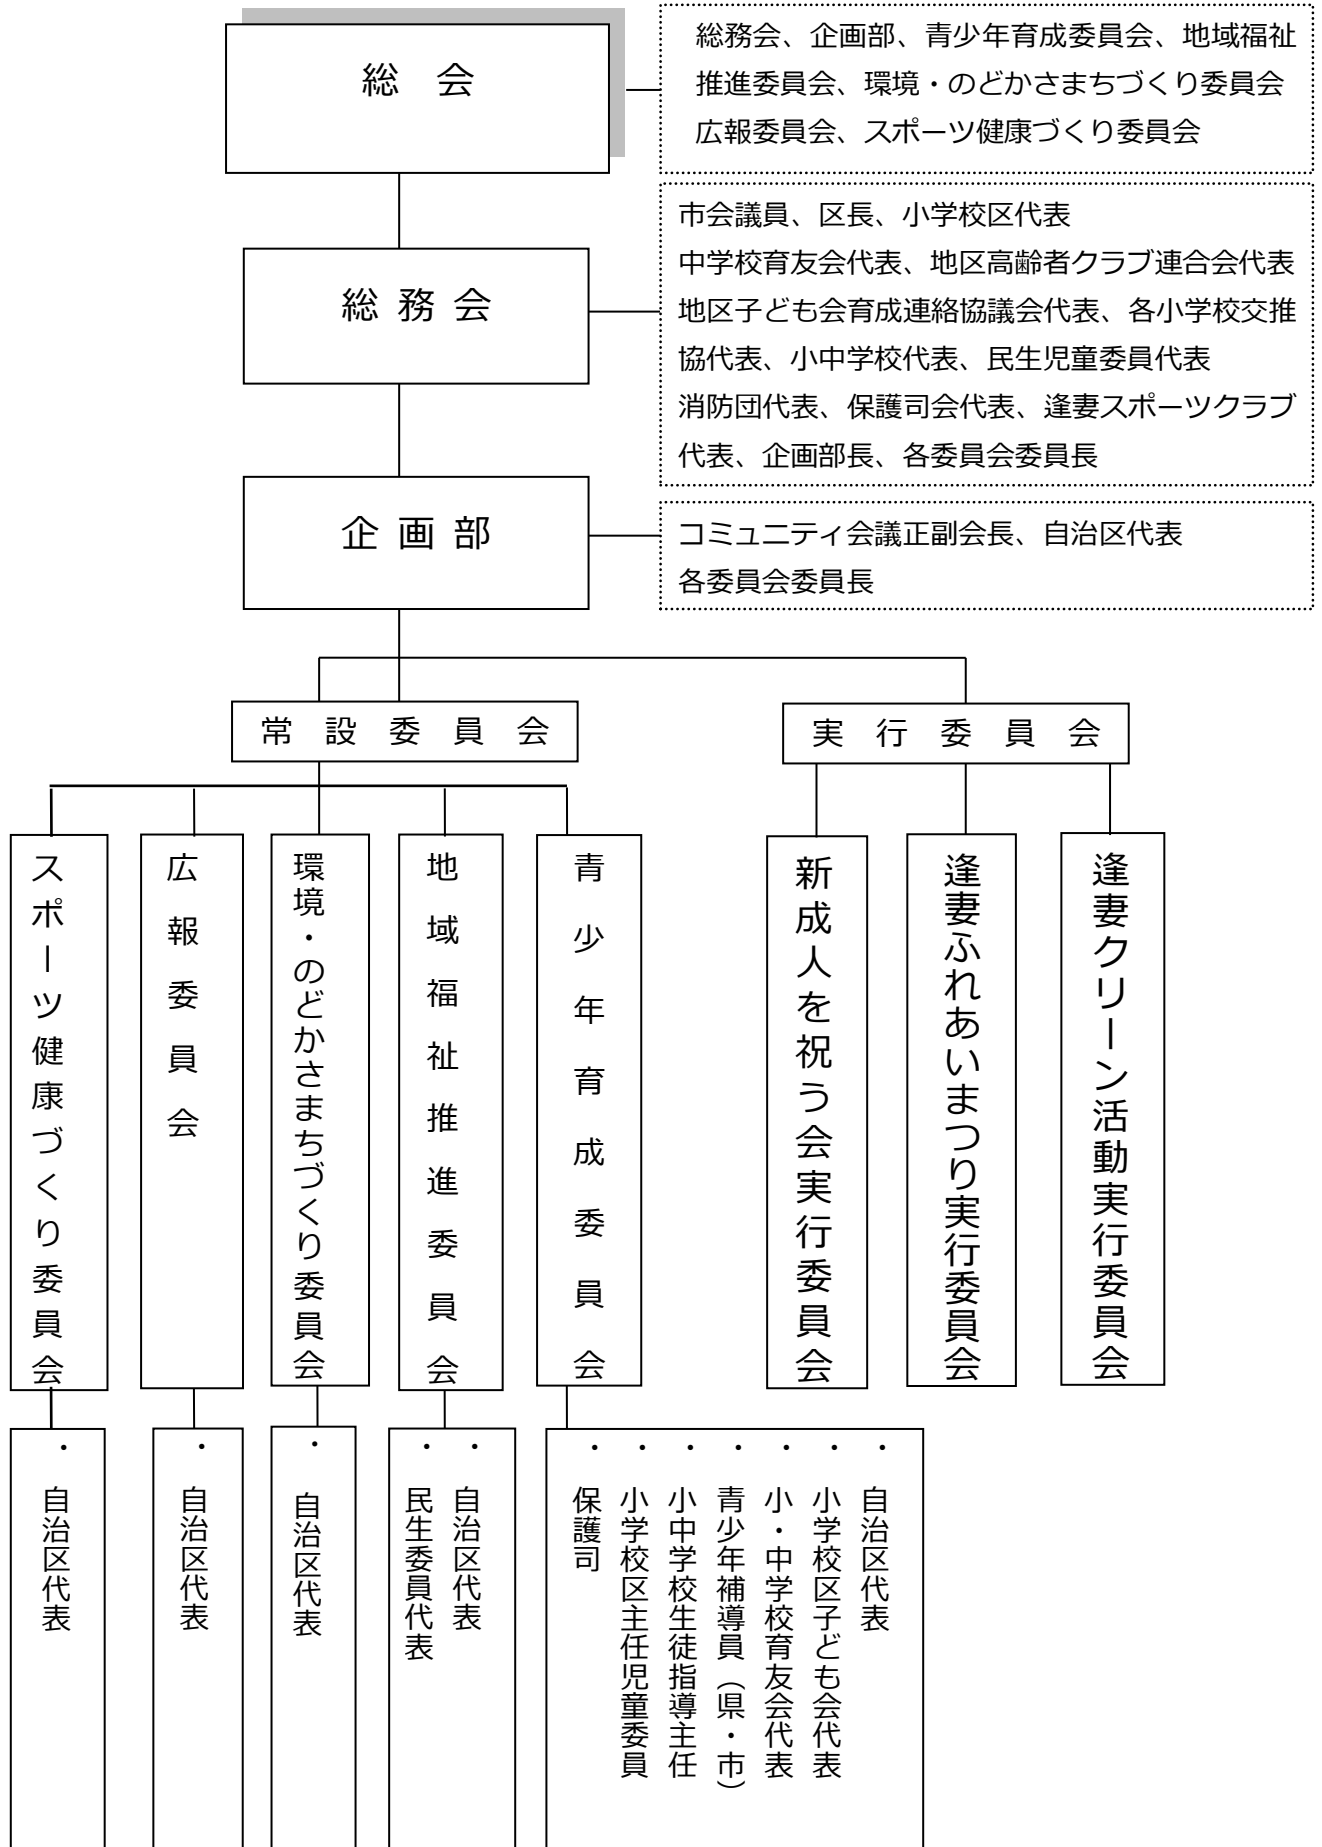 総　会
総務会、企画部、青少年育成委員会、地域福祉
推進委員会、環境・のどかさまちづくり委員会
広報委員会、スポーツ健康づくり委員会
総 務 会
市会議員、区長、小学校区代表
中学校育友会代表、地区高齢者クラブ連合会代表
地区子ども会育成連絡協議会代表、各小学校交推
協代表、小中学校代表、民生児童委員代表
消防団代表、保護司会代表、逢妻スポーツクラブ
代表、企画部長、各委員会委員長
企 画 部
コミュニティ会議正副会長、自治区代表
各委員会委員長
常　設　委　員　会
実　行　委　員　会
スポーツ健康づくり委員会
広報委員会
環境・のどかさまちづくり委員会
地域福祉推進委員会
青少年育成委員会
新成人を祝う会実行委員会
逢妻ふれあいまつり実行委員会
逢妻クリーン活動実行委員会
・自治区代表
・自治区代表
・自治区代表
・自治区代表
・民生委員代表
・自治区代表
・小学校区子ども会代表
・小・中学校育友会代表
・青少年補導員（県・市）
・小中学校生徒指導主任
・小学校区主任児童委員
・保護司